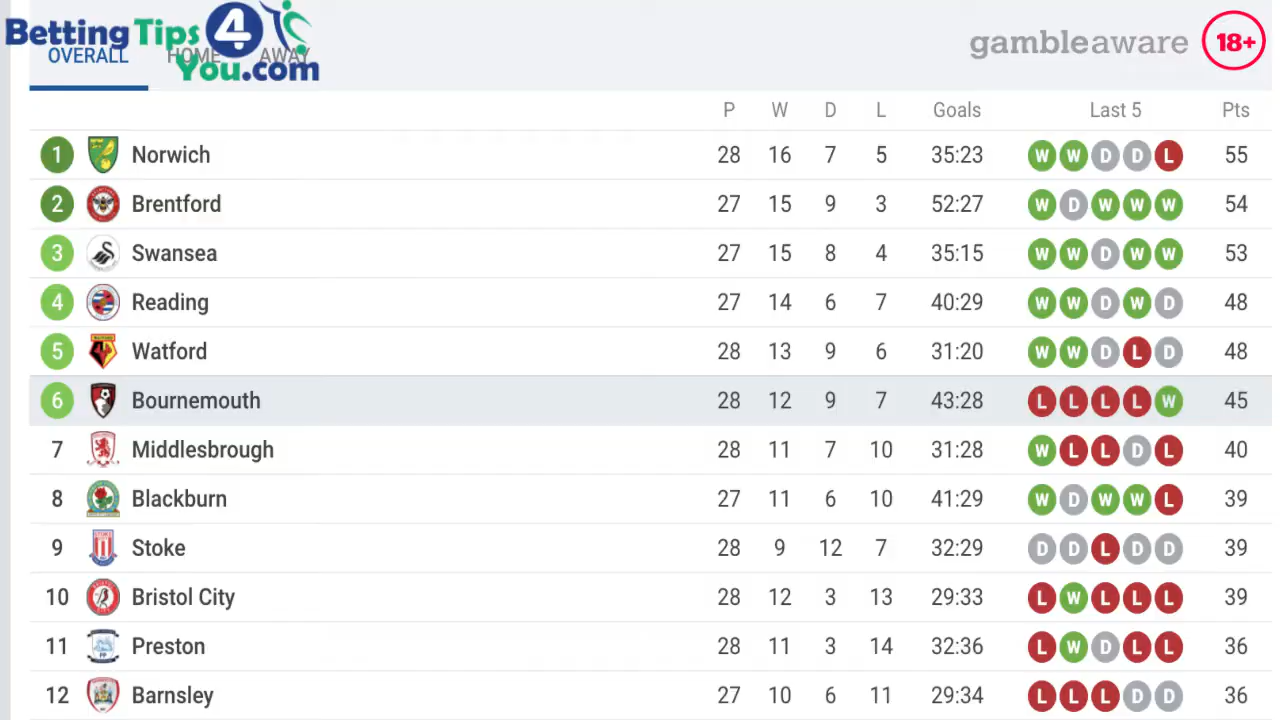 Betting Tips 4
You.com
OVERALL HOME AWAY
gambleaware 18+
P W D L Goals Last 5 Pts
1 Norwich 28 16 7 5 35:23 W W D D L 55
2 Brentford 27 15 9 3 52:27 W D W W W 54
3 Swansea 27 15 8 4 35:15 W W D W W 53
4 Reading 27 14 6 7 40:29 W W D W D 48
5 Watford 28 13 9 6 31:20 W W D L D 48
6 Bournemouth 28 12 9 7 43:28 L L L L W 45
7 Middlesbrough 28 11 7 10 31:28 W L L D L 40
8 Blackburn 27 11 6 10 41:29 W D W W L 39
9 Stoke 28 9 12 7 32:29 D D L D D 39
10 Bristol City 28 12 3 13 29:33 L W L L L 39
11 Preston 28 11 3 14 32:36 L W D L L 36
12 Barnsley 27 10 6 11 29:34 L L L D D 36